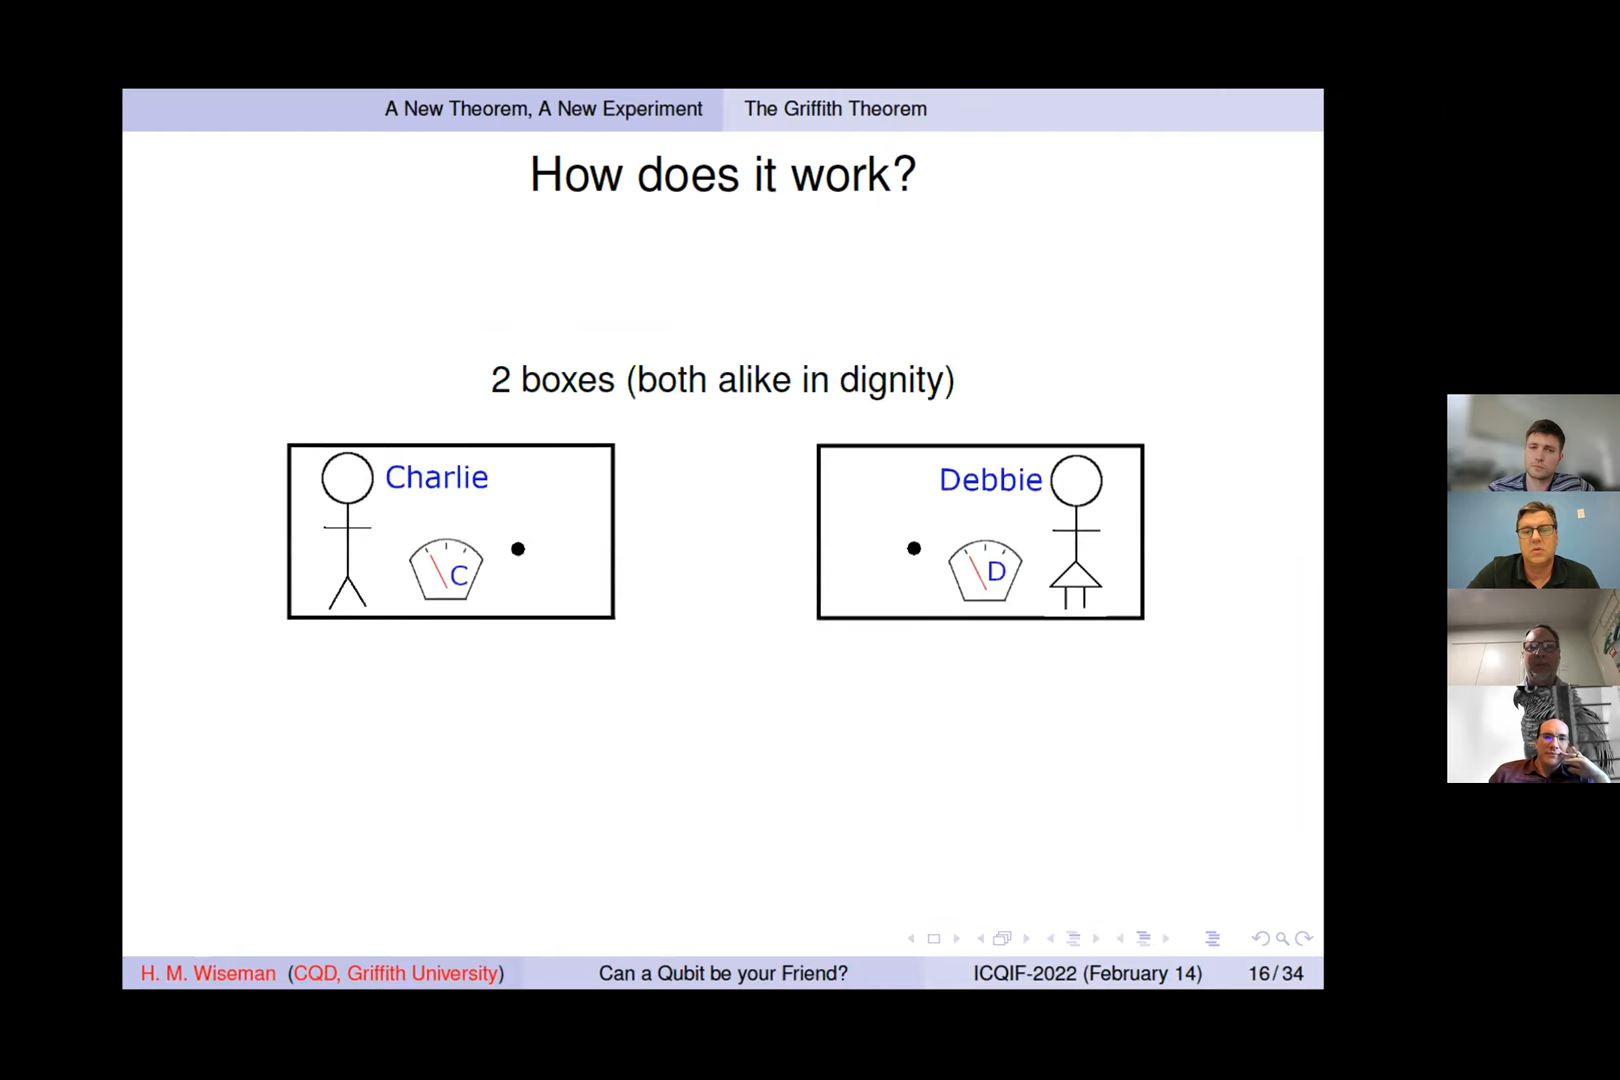 A New Theorem, A New Experiment The Griffith Theorem
How does it work?
2 boxes (both alike in dignity)
Charlie
C
Debbie
D
H. M. Wiseman (CQD, Griffith University) Can a Qubit be your Friend? ICQIF-2022 (February 14) 16/34